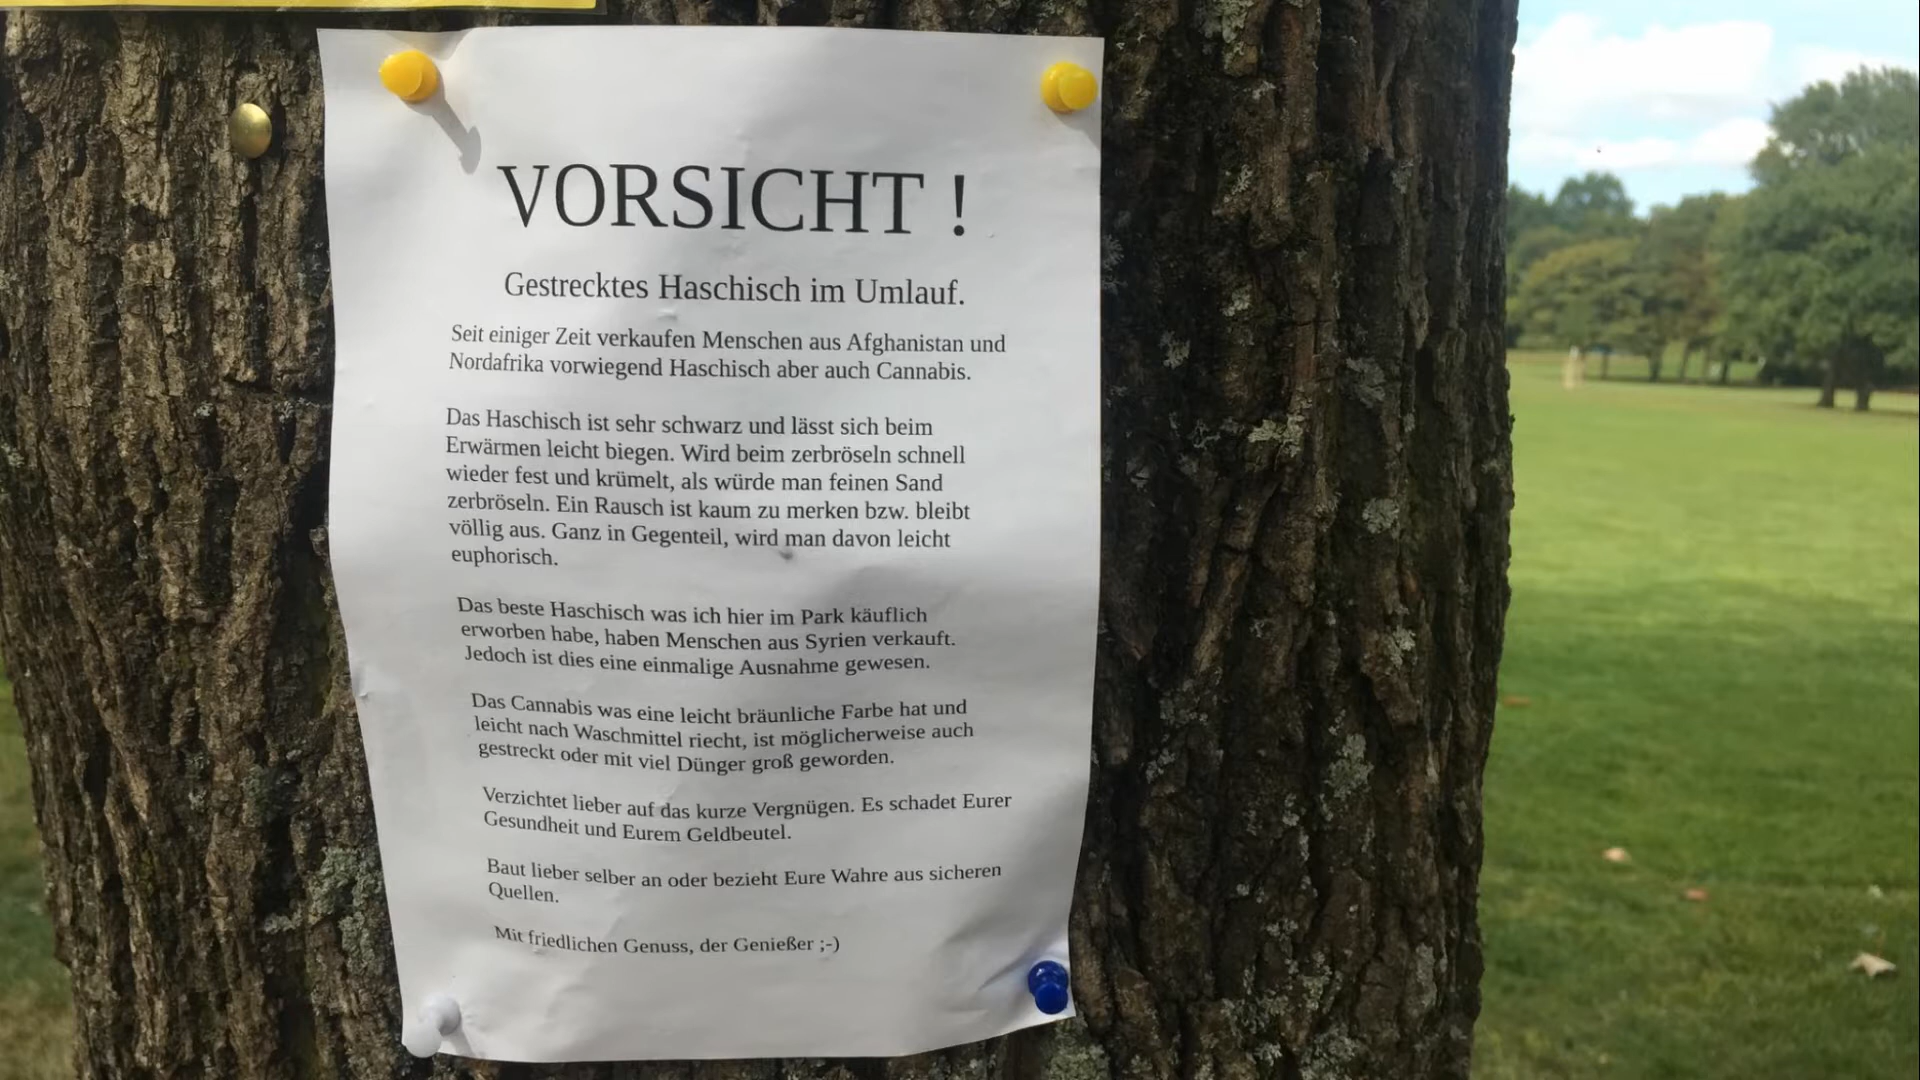 VORSICHT !
Gestrecktes Haschisch im Umlauf.
Seit einiger Zeit verkaufen Menschen aus Afghanistan und
Nordafrika vorwiegend Haschisch aber auch Cannabis.
Das Haschisch ist sehr schwarz und lässt sich beim
Erwärmen leicht biegen. Wird beim zerbröseln schnell
wieder fest und krümelt, als würde man feinen Sand
zerbröseln. Ein Rausch ist kaum zu merken bzw. bleibt
völlig aus. Ganz in Gegenteil, wird man davon leicht
euphorisch.
Das beste Haschisch was ich hier im Park käuflich
erworben habe, haben Menschen aus Syrien verkauft.
Jedoch ist dies eine einmalige Ausnahme gewesen.
Das Cannabis was eine leicht bräunliche Farbe hat und
leicht nach Waschmittel riecht, ist möglicherweise auch
gestreckt oder mit viel Dünger groß geworden.
Verzichtet lieber auf das kurze Vergnügen. Es schadet Eurer
Gesundheit und Eurem Geldbeutel.
Baut lieber selber an oder bezieht Eure Wahre aus sicheren
Quellen.
Mit friedlichen Genuss, der Genießer ;-)